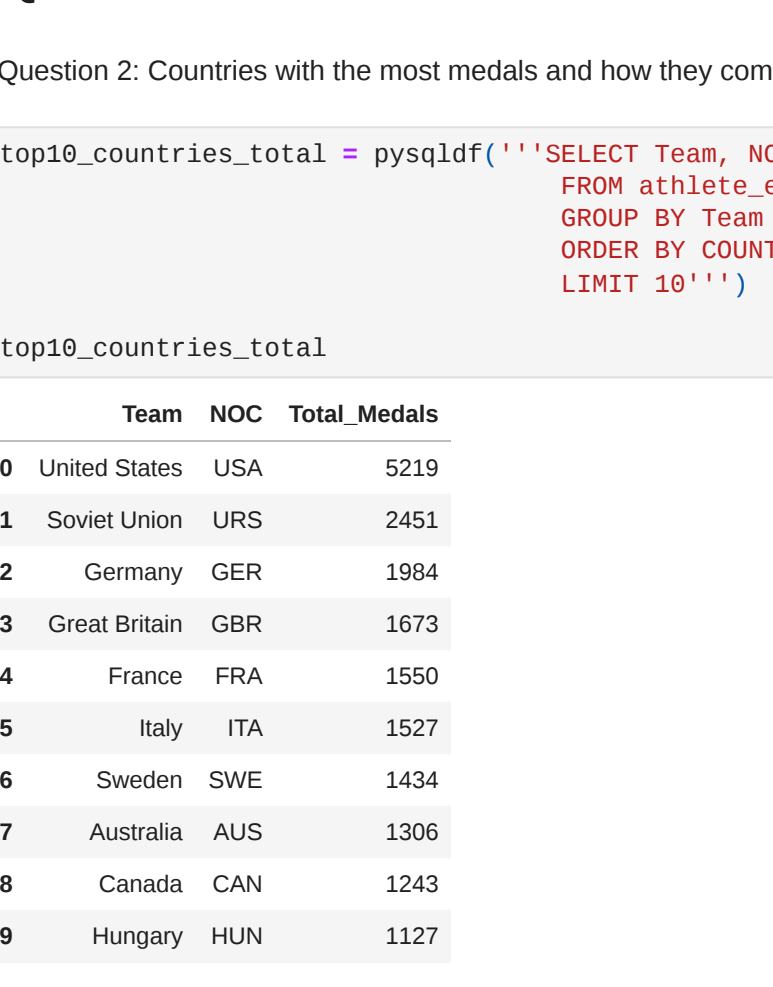 Question 2: Countries with the most medals and how they com
top10_countries_total = pysqldf('''SELECT Team, NO
FROM athlete_e
GROUP BY Team
ORDER BY COUNT
LIMIT 10''')
top10_countries_total
Team NOC Total_Medals
0 United States USA 5219
1 Soviet Union URS 2451
2 Germany GER 1984
3 Great Britain GBR 1673
4 France FRA 1550
5 Italy ITA 1527
6 Sweden SWE 1434
7 Australia AUS 1306
8 Canada CAN 1243
9 Hungary HUN 1127